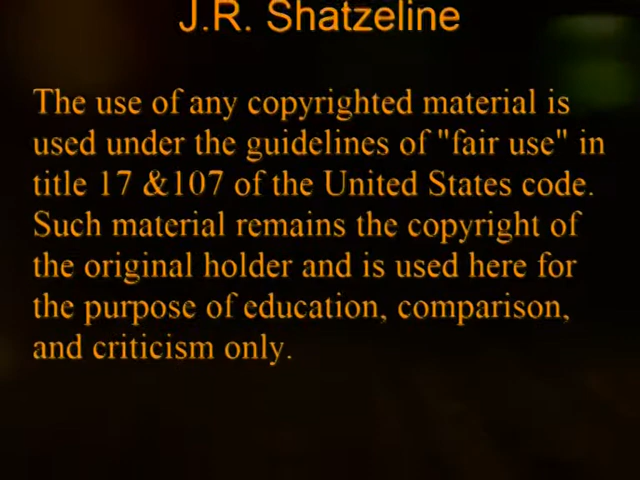 J.R. Shatzeline
The use of any copyrighted material is
used under the guidelines of "fair use" in
title 17 &107 of the United States code.
Such material remains the copyright of
the original holder and is used here for
the purpose of education, comparison,
and criticism only.